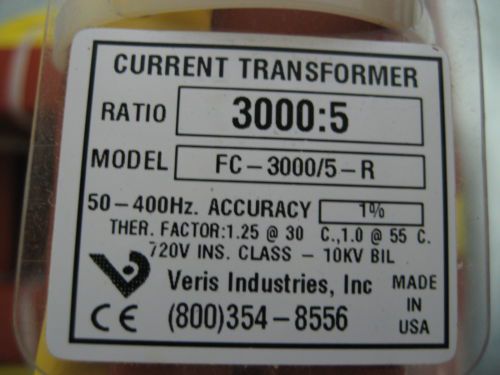 CURRENT TRANSFORMER
RATIO 3000:5
MODEL FC-3000/5-R
50-400Hz. ACCURACY 1%
THER. FACTOR:1.25 @ 30 C.,1.0 @ 55 C.
720V INS. CLASS - 10KV BIL
Veris Industries, Inc
(800)354-8556
MADE
IN
USA
CE